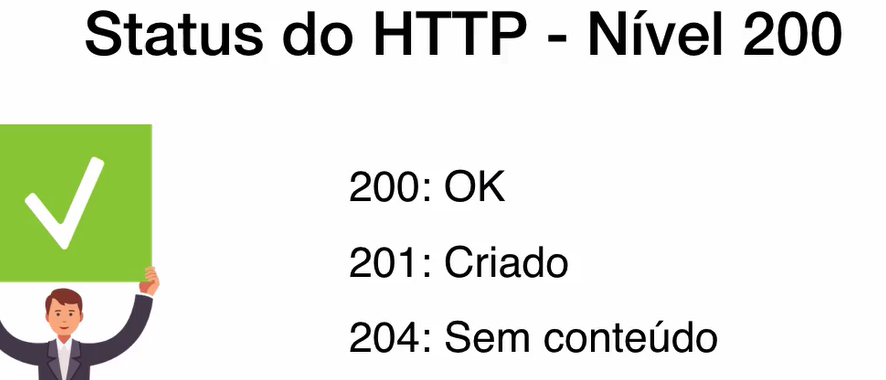 Status do HTTP - Nível 200
200: OK
201: Criado
204: Sem conteúdo